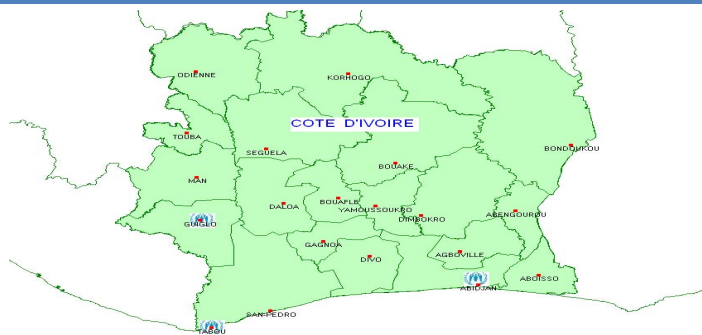 ODIENNE
KORHOGO
COTE D'IVOIRE
TOUBA
SEGUELA
BONDOUKOU
BOUAKE
MAN
DALOA
BOUAFLE
YAMOUSSOUKRO
DIMBOKRO
ABENGOUROU
GUIGLO
GAGNOA
DIVO
AGBOVILLE
ABOISSO
ABIDJAN
SAN-PEDRO
TABOU